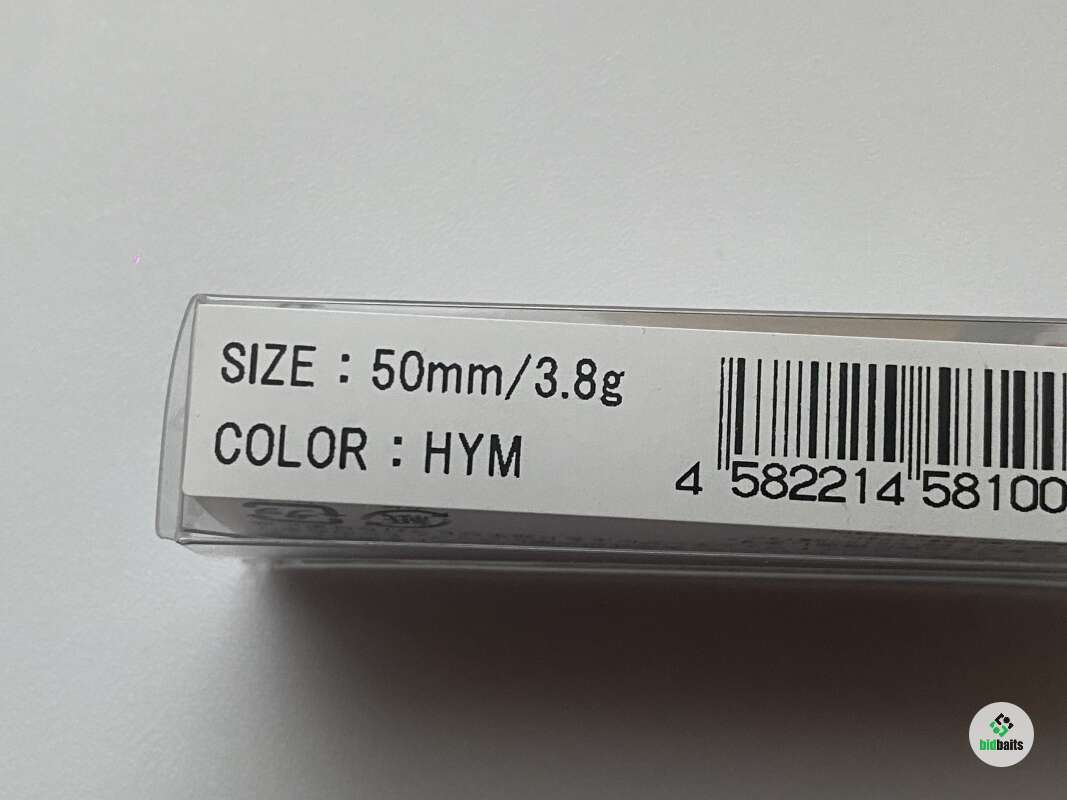 SIZE : 50mm/3.8g
COLOR : HYM
4 582214 58100
bidbaits